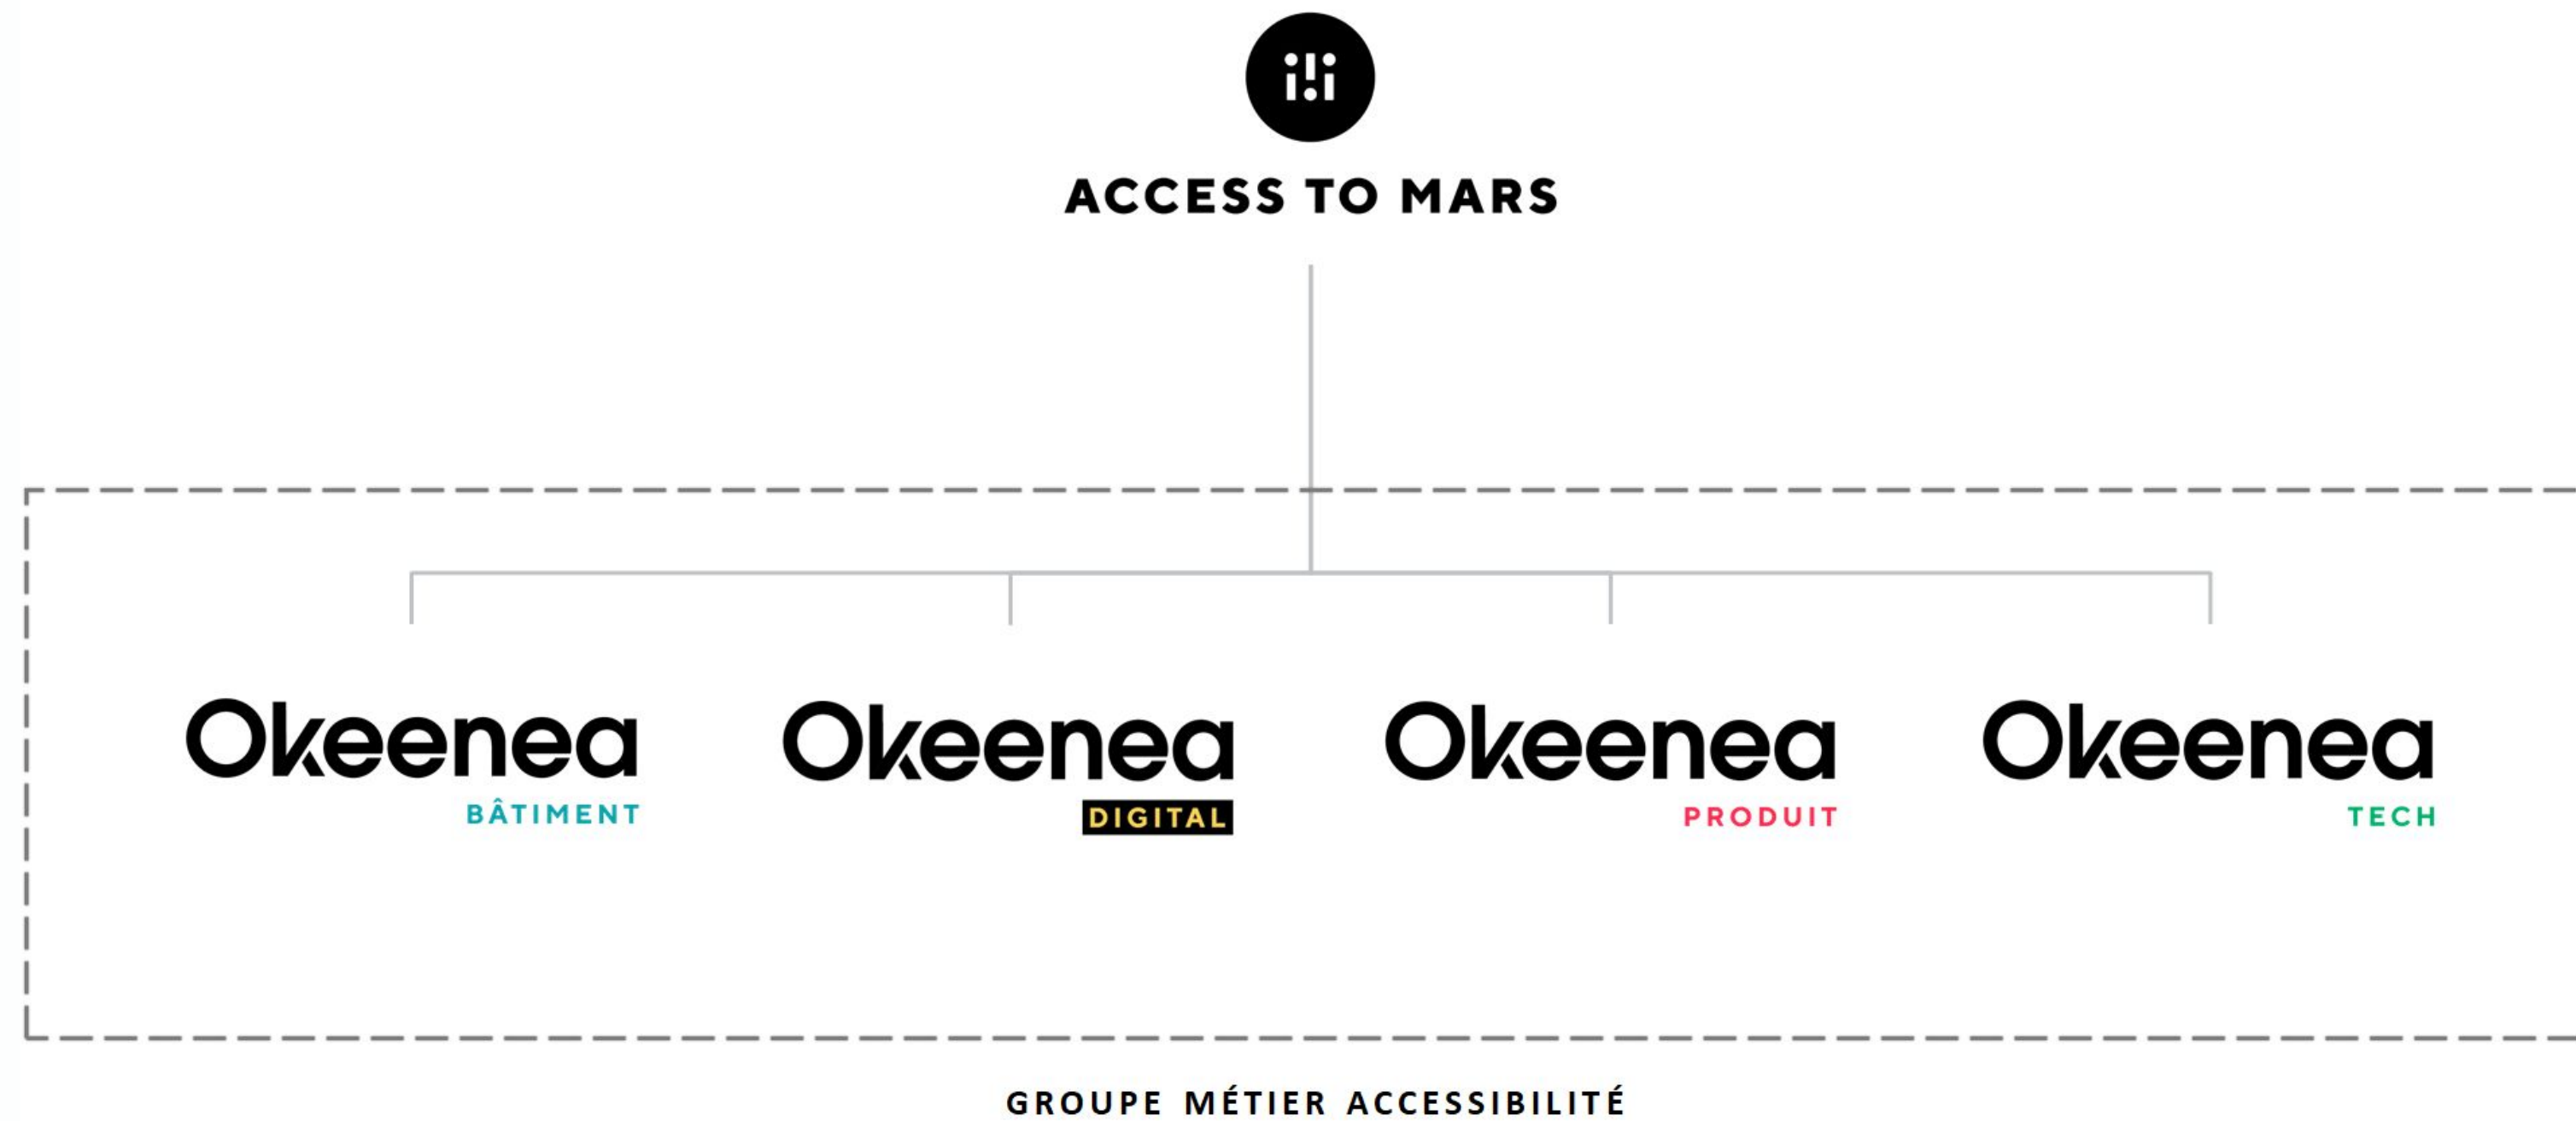 ACCESS TO MARS
Okeenea
BÂTIMENT
Okeenea
DIGITAL
Okeenea
PRODUIT
Okeenea
TECH
GROUPE MÉTIER ACCESSIBILITÉ